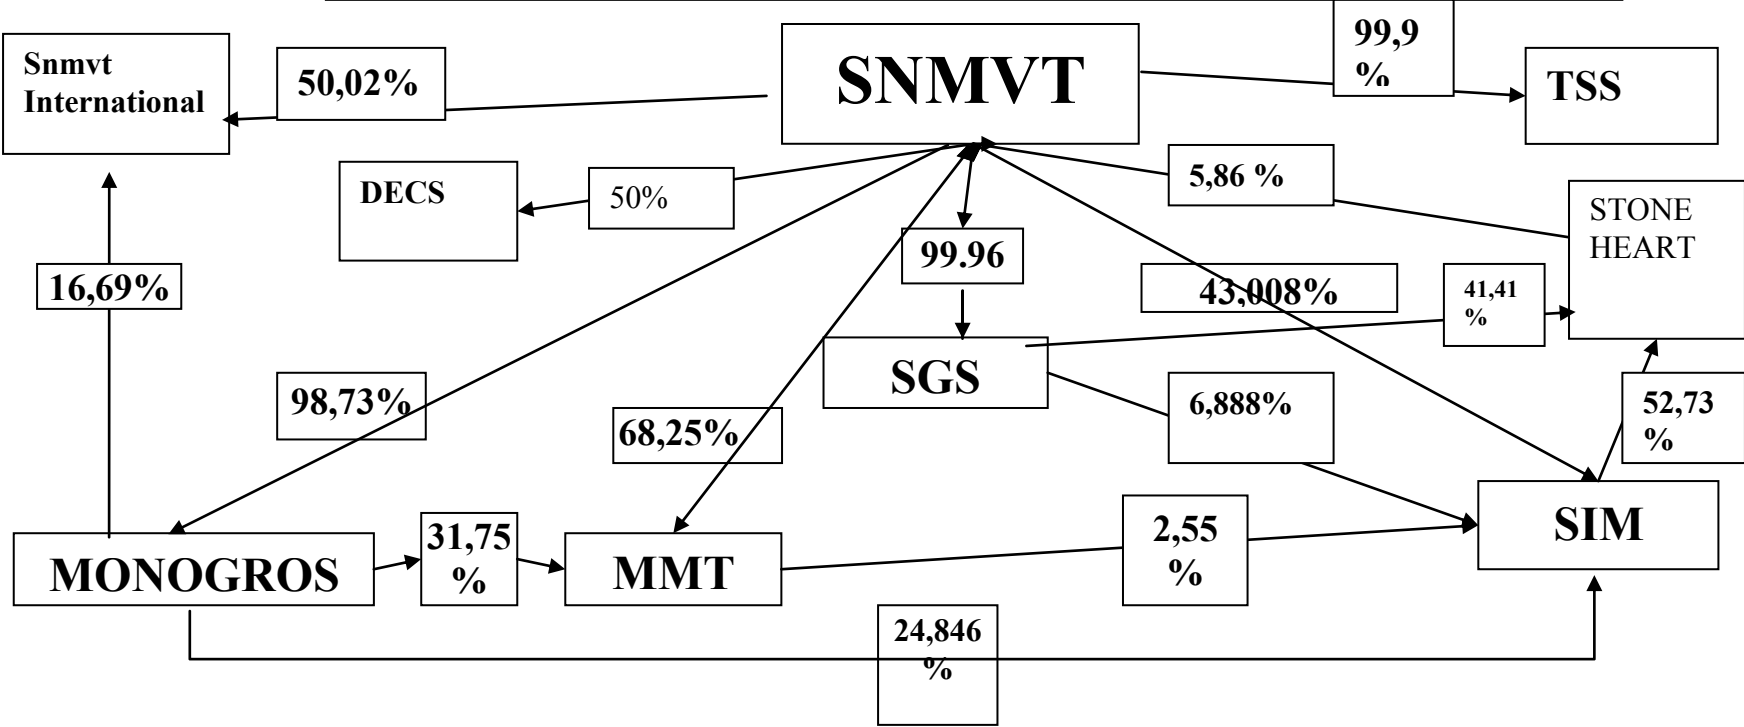 99,9
%
Snmvt
International
50,02%
SNMVT
TSS
DECS
50%
5,86 %
STONE
HEART
16,69%
99.96
43,008%
41,41
%
SGS
98,73%
68,25%
6,888%
52,73
%
MONOGROS
31,75
%
MMT
2,55
%
SIM
24,846
%